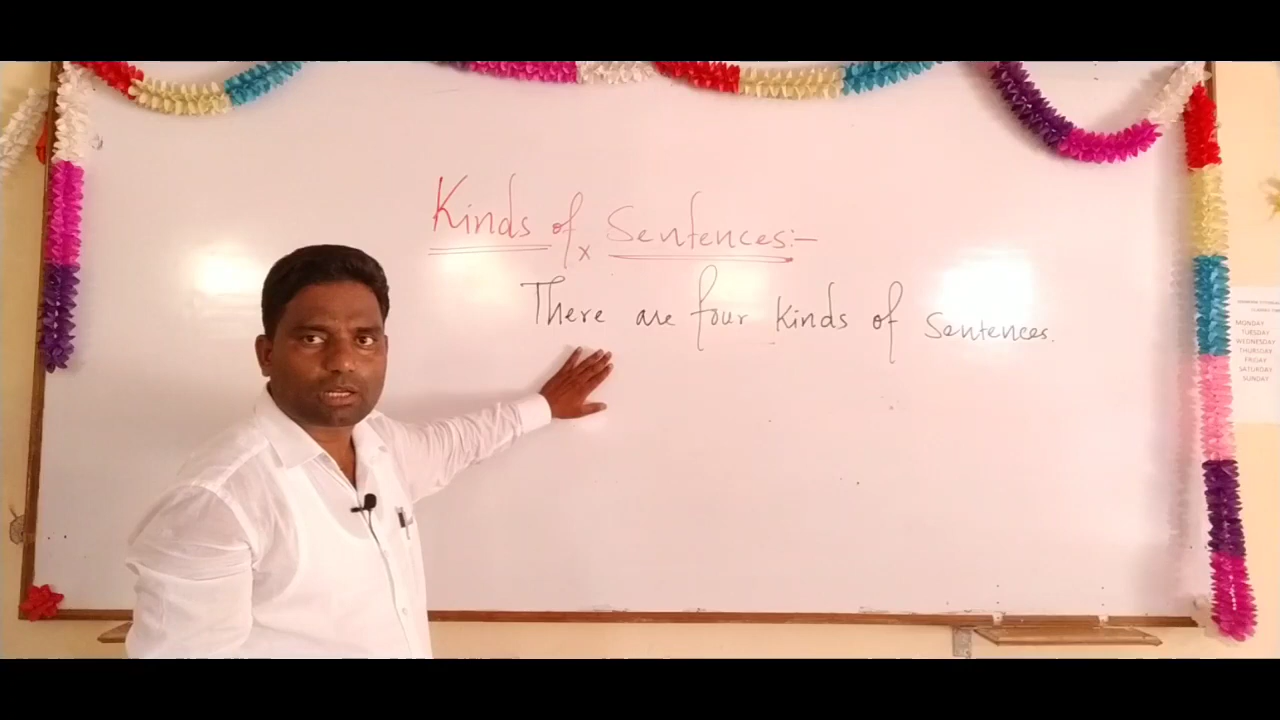 Kinds of x Sentences:-
There are four kinds of Sentences.
MONDAY
TUESDAY
WEDNESDAY
THURSDAY
FRIDAY
SATURDAY
SUNDAY